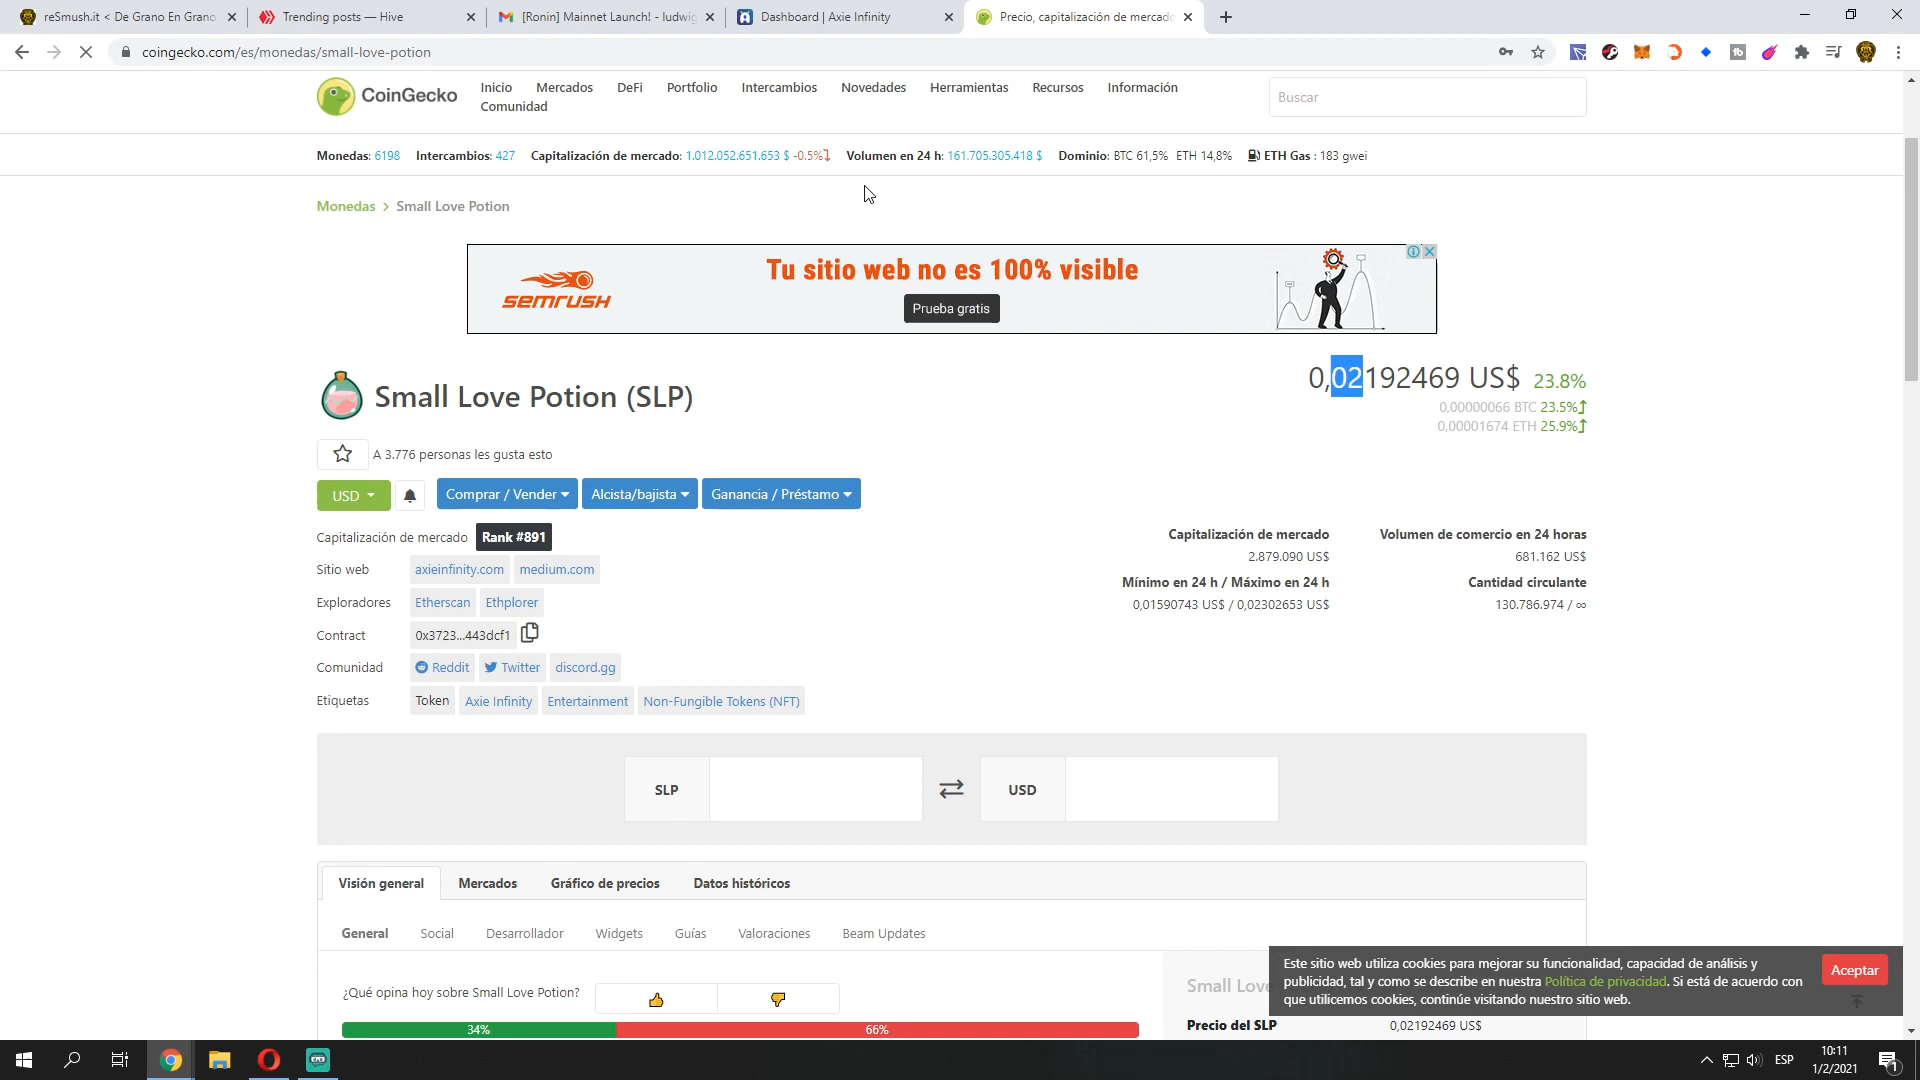 reSmush.it < De Grano En Grano
Trending posts — Hive
[Ronin] Mainnet Launch! - ludwig
Dashboard | Axie Infinity
Precio, capitalización de mercado
coingecko.com/es/monedas/small-love-potion
CoinGecko
Inicio Mercados DeFi Portfolio Intercambios Novedades Herramientas Recursos Información
Comunidad
Buscar
Monedas: 6198 Intercambios: 427 Capitalización de mercado: 1.012.052.651.653 $ -0.5% Volumen en 24 h: 161.705.305.418 $ Dominio: BTC 61,5% ETH 14,8% ETH Gas : 183 gwei
Monedas > Small Love Potion
semrush
Tu sitio web no es 100% visible
Prueba gratis
Small Love Potion (SLP)
0,02192469 US$ 23.8%
0,00000066 BTC 23.5%
0,00001674 ETH 25.9%
A 3.776 personas les gusta esto
USD Comprar / Vender Alcista/bajista Ganancia / Préstamo
Capitalización de mercado Rank #891
Sitio web axieinfinity.com medium.com
Exploradores Etherscan Ethplorer
Contract 0x3723...443dcf1
Comunidad Reddit Twitter discord.gg
Etiquetas Token Axie Infinity Entertainment Non-Fungible Tokens (NFT)
Capitalización de mercado
2.879.090 US$
Volumen de comercio en 24 horas
681.162 US$
Mínimo en 24 h / Máximo en 24 h
0,01590743 US$ / 0,02302653 US$
Cantidad circulante
130.786.974 / ∞
SLP USD
Visión general Mercados Gráfico de precios Datos históricos
General Social Desarrollador Widgets Guías Valoraciones Beam Updates
¿Qué opina hoy sobre Small Love Potion?
34% 66%
Small Love
Precio del SLP 0,02192469 US$
Este sitio web utiliza cookies para mejorar su funcionalidad, capacidad de análisis y
publicidad, tal y como se describe en nuestra Política de privacidad. Si está de acuerdo con
que utilicemos cookies, continúe visitando nuestro sitio web.
Aceptar
ESP
10:11
1/2/2021
1